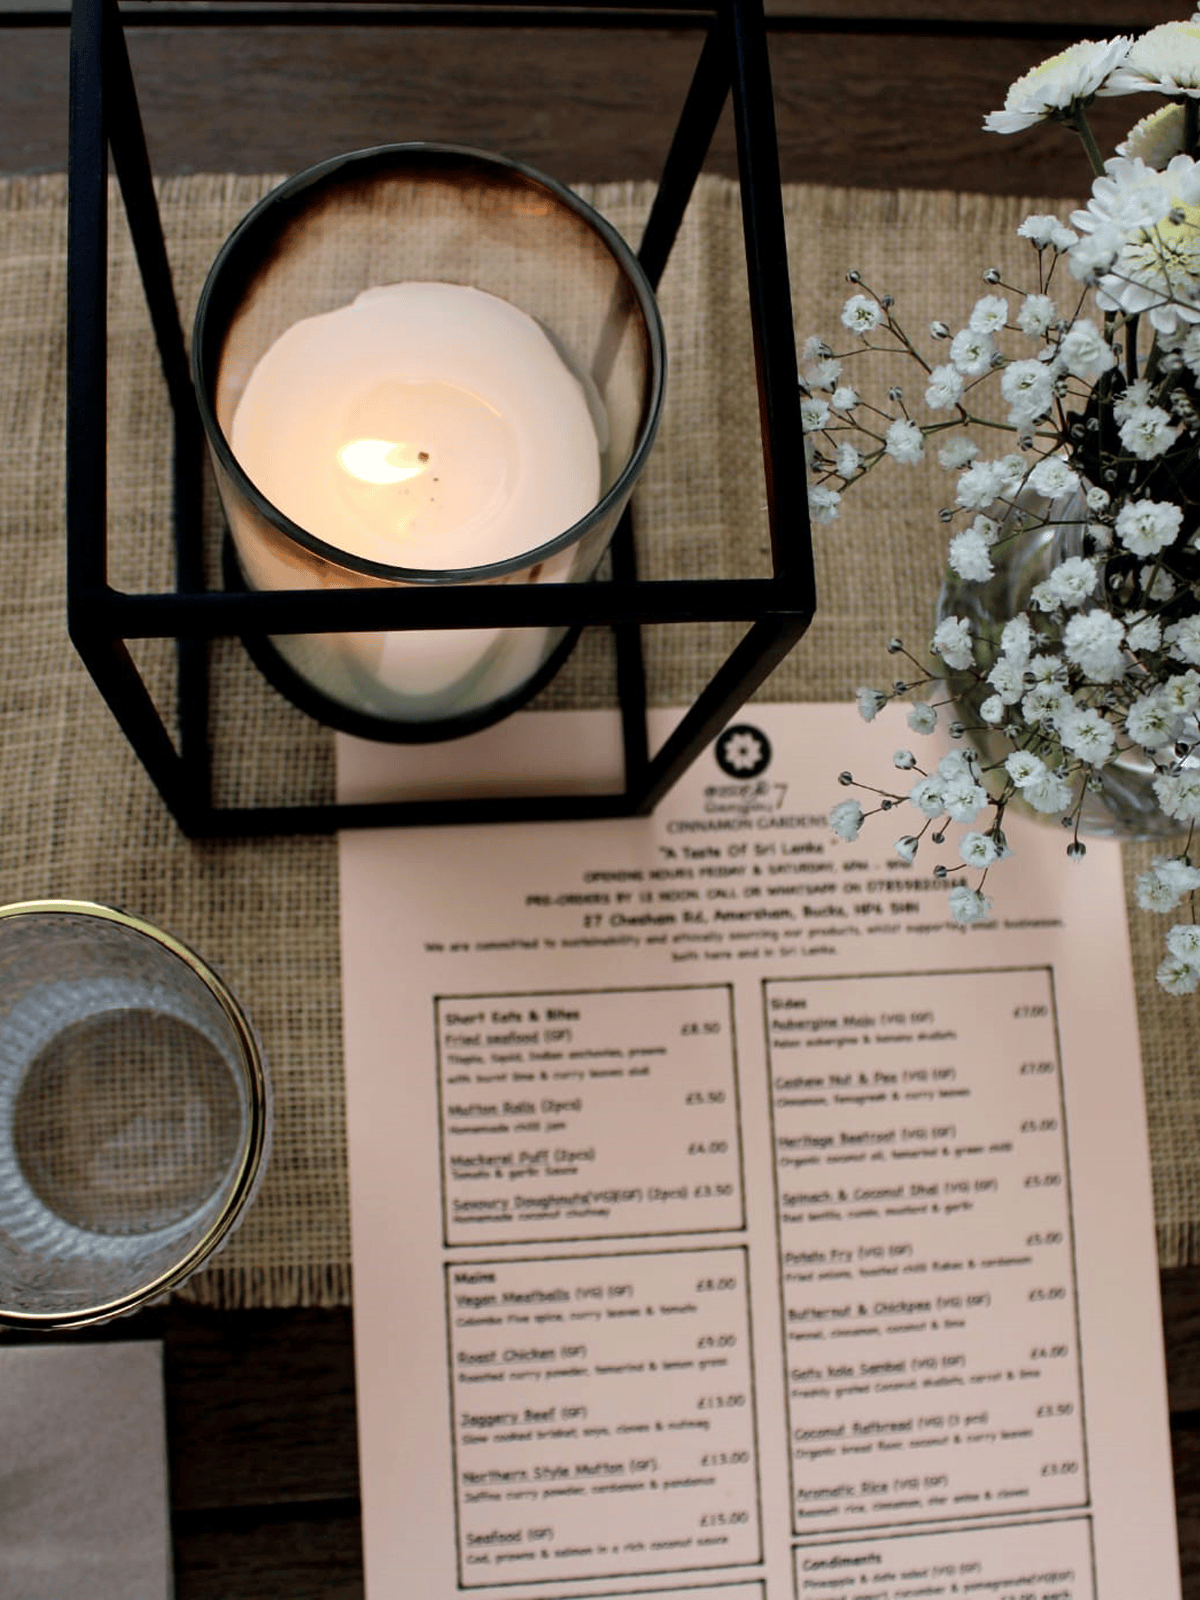 7
CINNAMON GARDENS
"A Taste Of Sri Lanka"
OPENING HOURS FRIDAY & SATURDAY, 6PM - 9PM
PRE-ORDERS BY 12 NOON. CALL OR WHATSAPP ON
27 Chesham Rd, Amersham, Bucks, HP6 5HN
We are committed to sustainability and ethically sourcing our products, whilst supporting small businesses,
both here and in Sri Lanka.
Short Eats & Bites
Fried seafood (GF) £8.50
Tilapia, Squid, Indian anchovies, prawns
with burnt lime & curry leaves aioli
Mutton Rolls (2pcs) £5.50
Homemade chilli jam
Mackerel Puff (2pcs) £4.00
Tomato & garlic Sauce
Savoury Doughnuts(VG)(GF) (2pcs) £3.50
Homemade coconut chutney
Mains
Vegan Meatballs (VG) (GF) £8.00
Colombo Five spice, curry leaves & tomato
Roast Chicken (GF) £9.00
Roasted curry powder, tamarind & lemon grass
Jaggery Beef (GF) £13.00
Slow cooked brisket, soya, cloves & nutmeg
Northern Style Mutton (GF) £13.00
Jaffna curry powder, cardamon & pandanus
Seafood (GF) £15.00
Cod, prawns & salmon in a rich coconut sauce
Sides
Aubergine Moju (VG) (GF) £7.00
aubergine & banana shallots
Cashew Nut & Pea (VG) (GF) £7.00
Cinnamon, fenugreek & curry leaves
Heritage Beetroot (VG) (GF) £5.00
Organic coconut oil, tamarind & green chilli
Spinach & Coconut Dhal (VG) (GF) £5.00
Red lentils, cumin, mustard & garlic
Potato Fry (VG) (GF) £5.00
Fried onions, toasted chilli flakes & cardamom
Butternut & Chickpea (VG) (GF) £5.00
Fennel, cinnamon, coconut & lime
Gotu kola Sambal (VG) (GF) £4.00
Freshly grated Coconut, shallots, carrot & lime
Coconut flatbread (VG) (3 pcs) £3.50
Organic bread flour, coconut & curry leaves
Aromatic Rice (VG) (GF) £3.00
Basmati rice, cinnamon, star anise & cloves
Condiments
Pineapple & date salad (VG) (GF)
yogurt, cucumber & pomegranate(V)(GF)